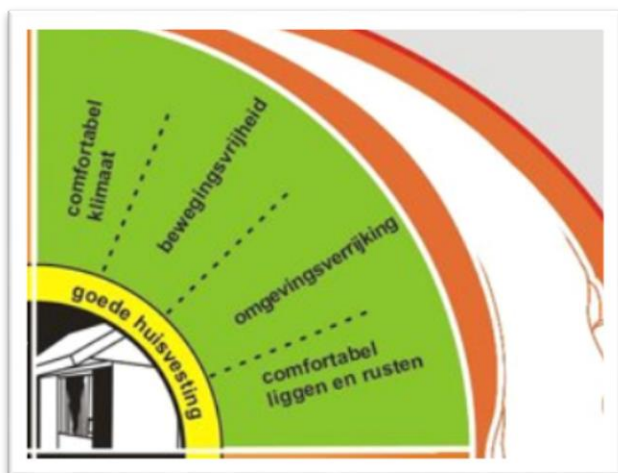 comfortabel
klimaat
bewegingsvrijheid
omgevingsverrijking
comfortabel
liggen en rusten
goede huisvesting